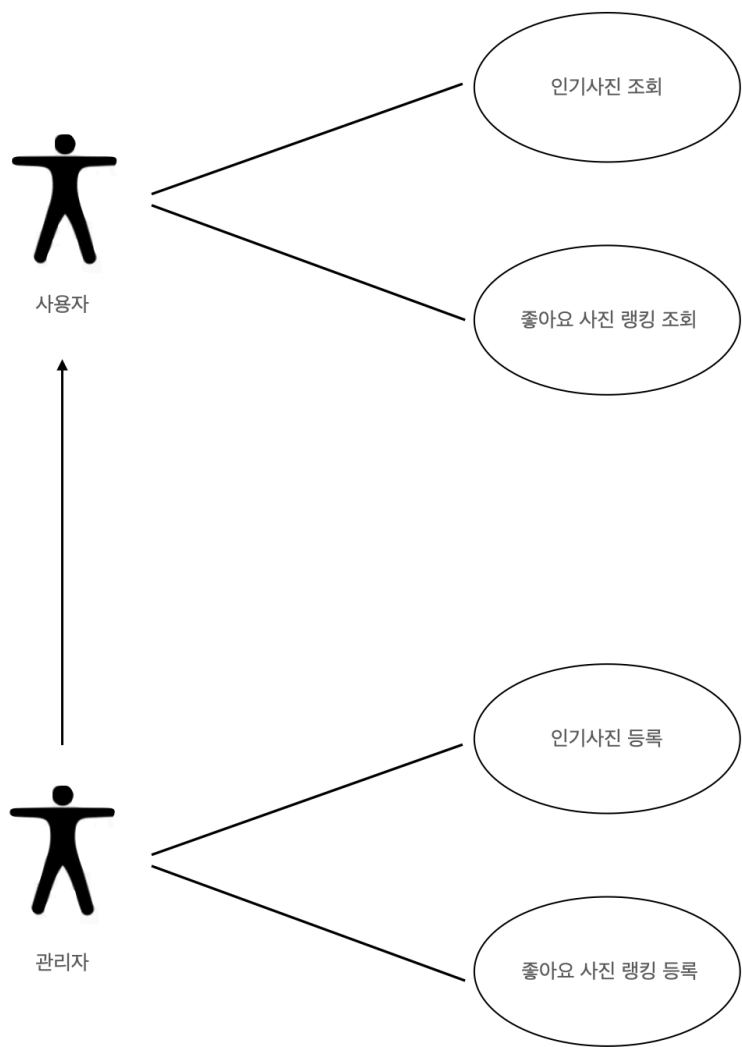 인기사진 조회
사용자
좋아요 사진 랭킹 조회
인기사진 등록
관리자
좋아요 사진 랭킹 등록